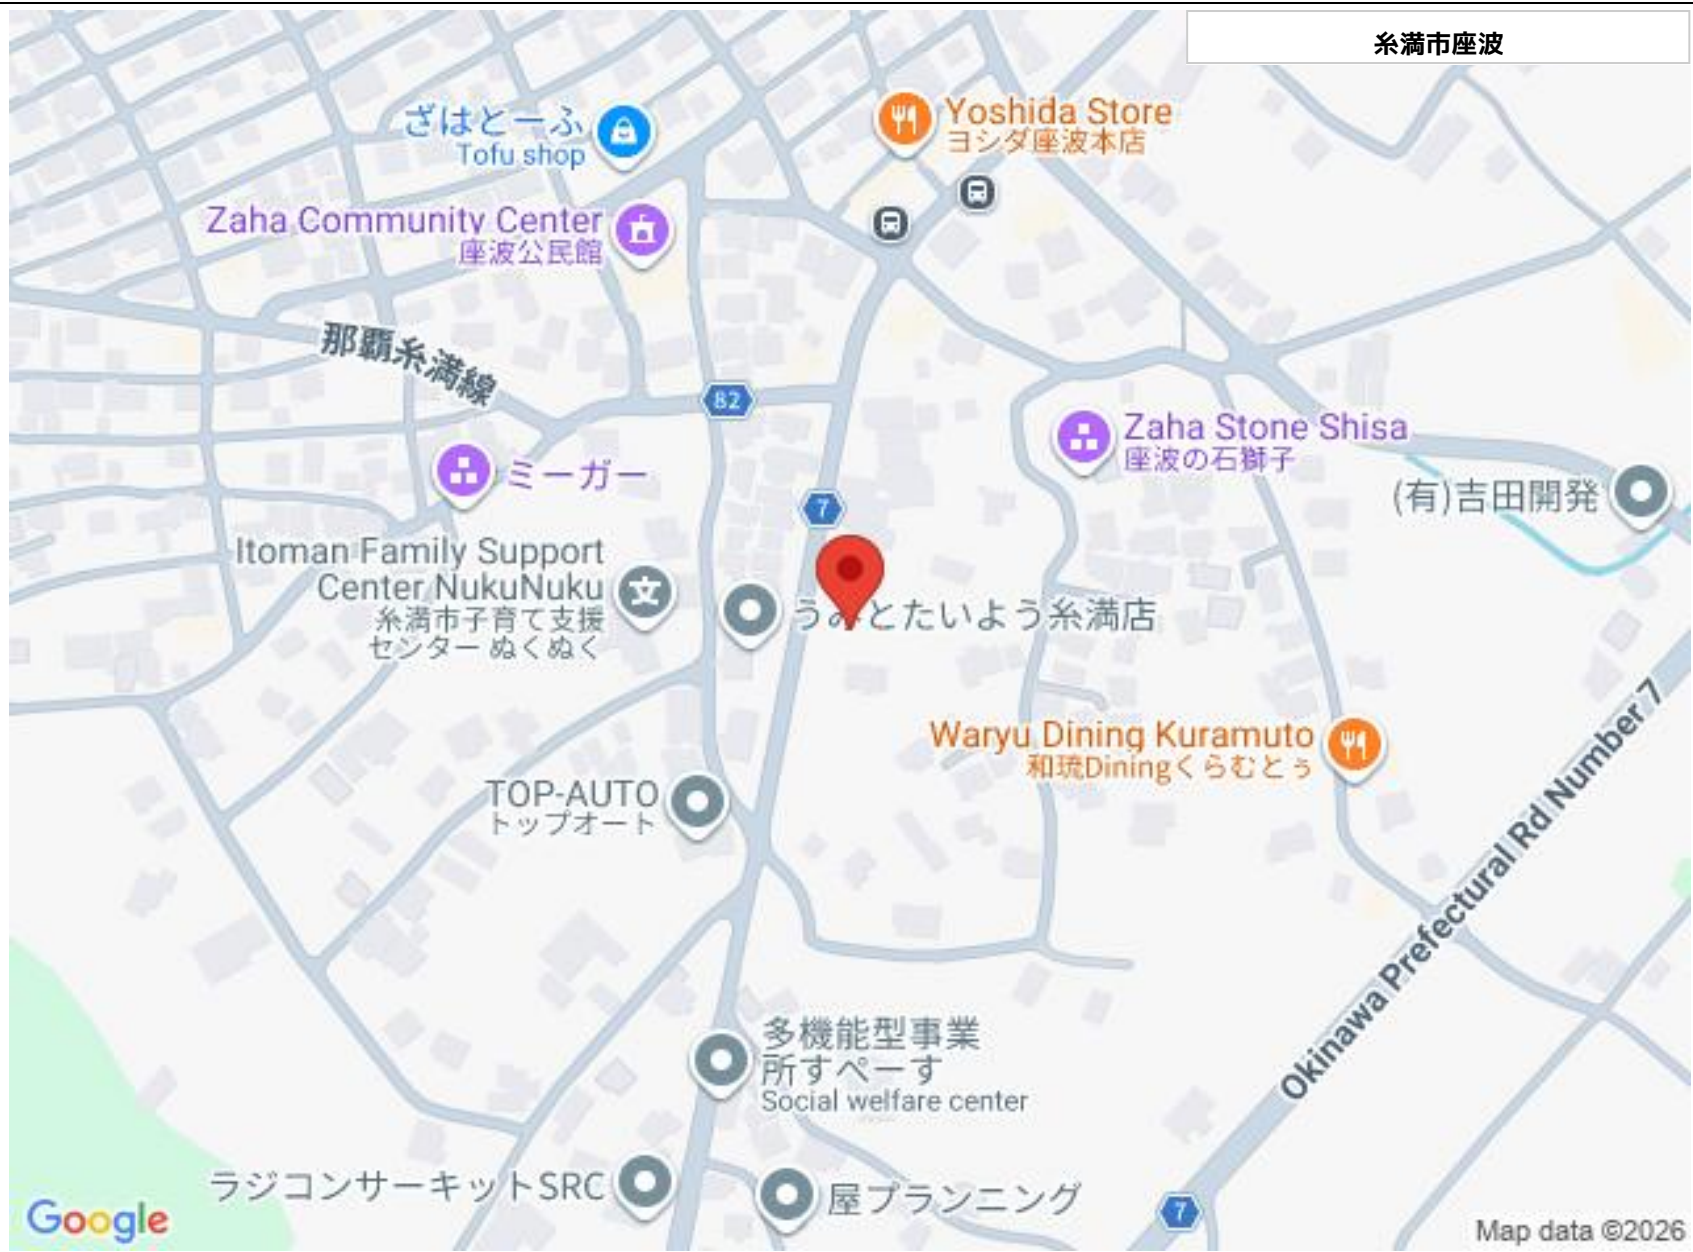 糸満市座波
ざはとーふ
Tofu shop
Yoshida Store
ヨシダ座波本店
Zaha Community Center
座波公民館
那覇糸満線
82
Zaha Stone Shisa
座波の石獅子
ミーガー
7
(有)吉田開発
Itoman Family Support
Center NukuNuku
糸満市子育て支援
センター ぬくぬく
うみとたいよう糸満店
Waryu Dining Kuramuto
和琉Diningくらむとぅ
TOP-AUTO
トップオート
Okinawa Prefectural Rd Number 7
多機能型事業
所すぺーす
Social welfare center
ラジコンサーキットSRC
屋プランニング
7
Google
Map data ©2026